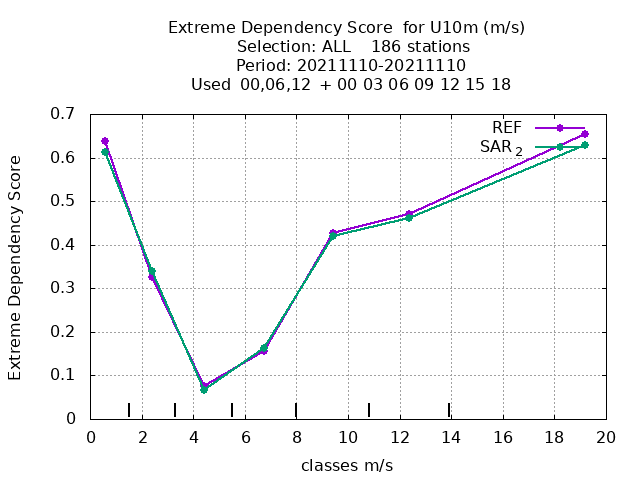 Extreme Dependency Score  for U10m (m/s)
Selection: ALL    186 stations
Period: 20211110-20211110
Used  00,06,12  + 00 03 06 09 12 15 18
REF
SAR 2
Extreme Dependency Score
0.7
0.6
0.5
0.4
0.3
0.2
0.1
0
0 2 4 6 8 10 12 14 16 18 20
classes m/s